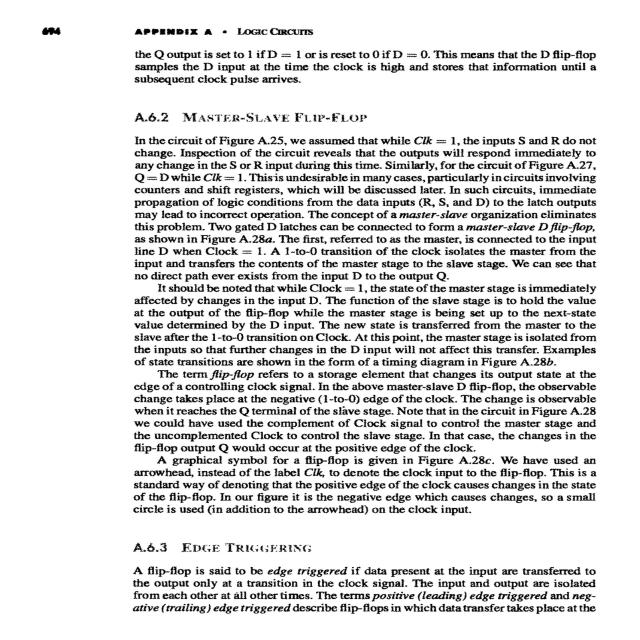 694 APPENDIX A • LOGIC CIRCUITS
the Q output is set to 1 if D = 1 or is reset to 0 if D = 0. This means that the D flip-flop
samples the D input at the time the clock is high and stores that information until a
subsequent clock pulse arrives.
A.6.2 MASTER-SLAVE FLIP-FLOP
In the circuit of Figure A.25, we assumed that while Clk = 1, the inputs S and R do not
change. Inspection of the circuit reveals that the outputs will respond immediately to
any change in the S or R input during this time. Similarly, for the circuit of Figure A.27,
Q = D while Clk = 1. This is undesirable in many cases, particularly in circuits involving
counters and shift registers, which will be discussed later. In such circuits, immediate
propagation of logic conditions from the data inputs (R, S, and D) to the latch outputs
may lead to incorrect operation. The concept of a master-slave organization eliminates
this problem. Two gated D latches can be connected to form a master-slave D flip-flop,
as shown in Figure A.28a. The first, referred to as the master, is connected to the input
line D when Clock = 1. A 1-to-0 transition of the clock isolates the master from the
input and transfers the contents of the master stage to the slave stage. We can see that
no direct path ever exists from the input D to the output Q.
It should be noted that while Clock = 1, the state of the master stage is immediately
affected by changes in the input D. The function of the slave stage is to hold the value
at the output of the flip-flop while the master stage is being set up to the next-state
value determined by the D input. The new state is transferred from the master to the
slave after the 1-to-0 transition on Clock. At this point, the master stage is isolated from
the inputs so that further changes in the D input will not affect this transfer. Examples
of state transitions are shown in the form of a timing diagram in Figure A.28b.
The term flip-flop refers to a storage element that changes its output state at the
edge of a controlling clock signal. In the above master-slave D flip-flop, the observable
change takes place at the negative (1-to-0) edge of the clock. The change is observable
when it reaches the Q terminal of the slave stage. Note that in the circuit in Figure A.28
we could have used the complement of Clock signal to control the master stage and
the uncomplemented Clock to control the slave stage. In that case, the changes in the
flip-flop output Q would occur at the positive edge of the clock.
A graphical symbol for a flip-flop is given in Figure A.28c. We have used an
arrowhead, instead of the label Clk, to denote the clock input to the flip-flop. This is a
standard way of denoting that the positive edge of the clock causes changes in the state
of the flip-flop. In our figure it is the negative edge which causes changes, so a small
circle is used (in addition to the arrowhead) on the clock input.
A.6.3 EDGE TRIGGERING
A flip-flop is said to be edge triggered if data present at the input are transferred to
the output only at a transition in the clock signal. The input and output are isolated
from each other at all other times. The terms positive (leading) edge triggered and neg-
ative (trailing) edge triggered describe flip-flops in which data transfer takes place at the